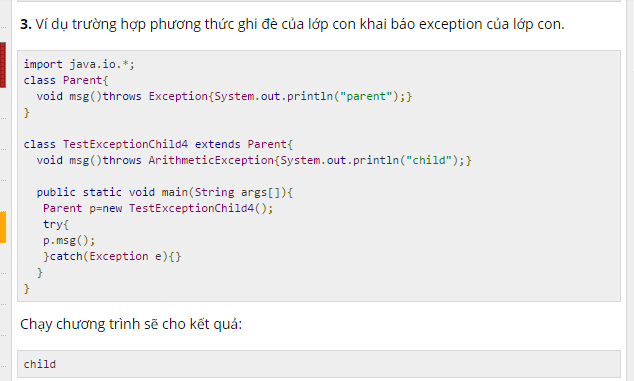 3. Ví dụ trường hợp phương thức ghi đè của lớp con khai báo exception của lớp con.
import java.io.*;
class Parent{
  void msg()throws Exception{System.out.println("parent");}
}

class TestExceptionChild4 extends Parent{
  void msg()throws ArithmeticException{System.out.println("child");}

  public static void main(String args[]){
   Parent p=new TestExceptionChild4();
   try{
   p.msg();
   }catch(Exception e){}
  }
}
Chạy chương trình sẽ cho kết quả:
child